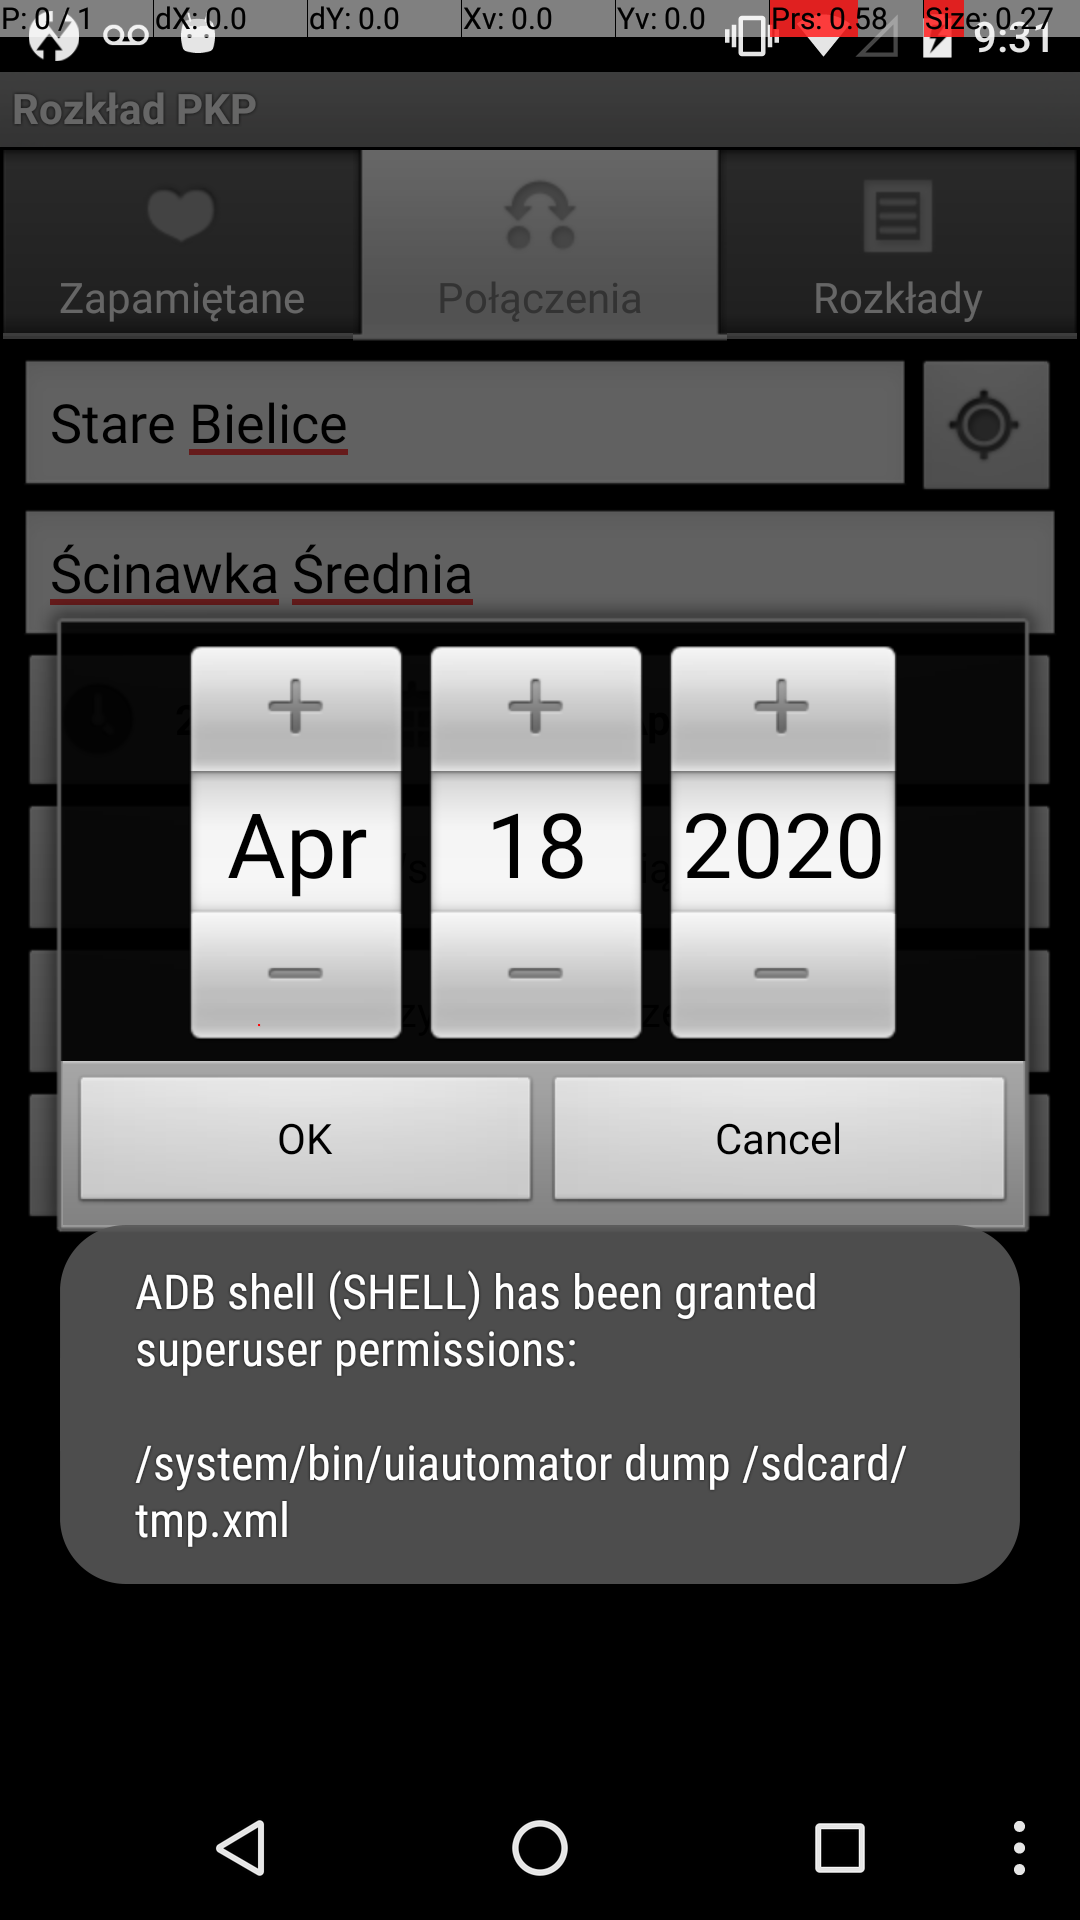 P: 0 / 1 dX: 0.0 dY: 0.0 Xv: 0.0 Yv: 0.0 Prs: 0.58 Size: 0.27
9:31
Rozkład PKP
Zapamiętane Połączenia Rozkłady
Stare Bielice
Ścinawka Średnia
Apr 18 2020
OK Cancel
ADB shell (SHELL) has been granted
superuser permissions:
/system/bin/uiautomator dump /sdcard/
tmp.xml